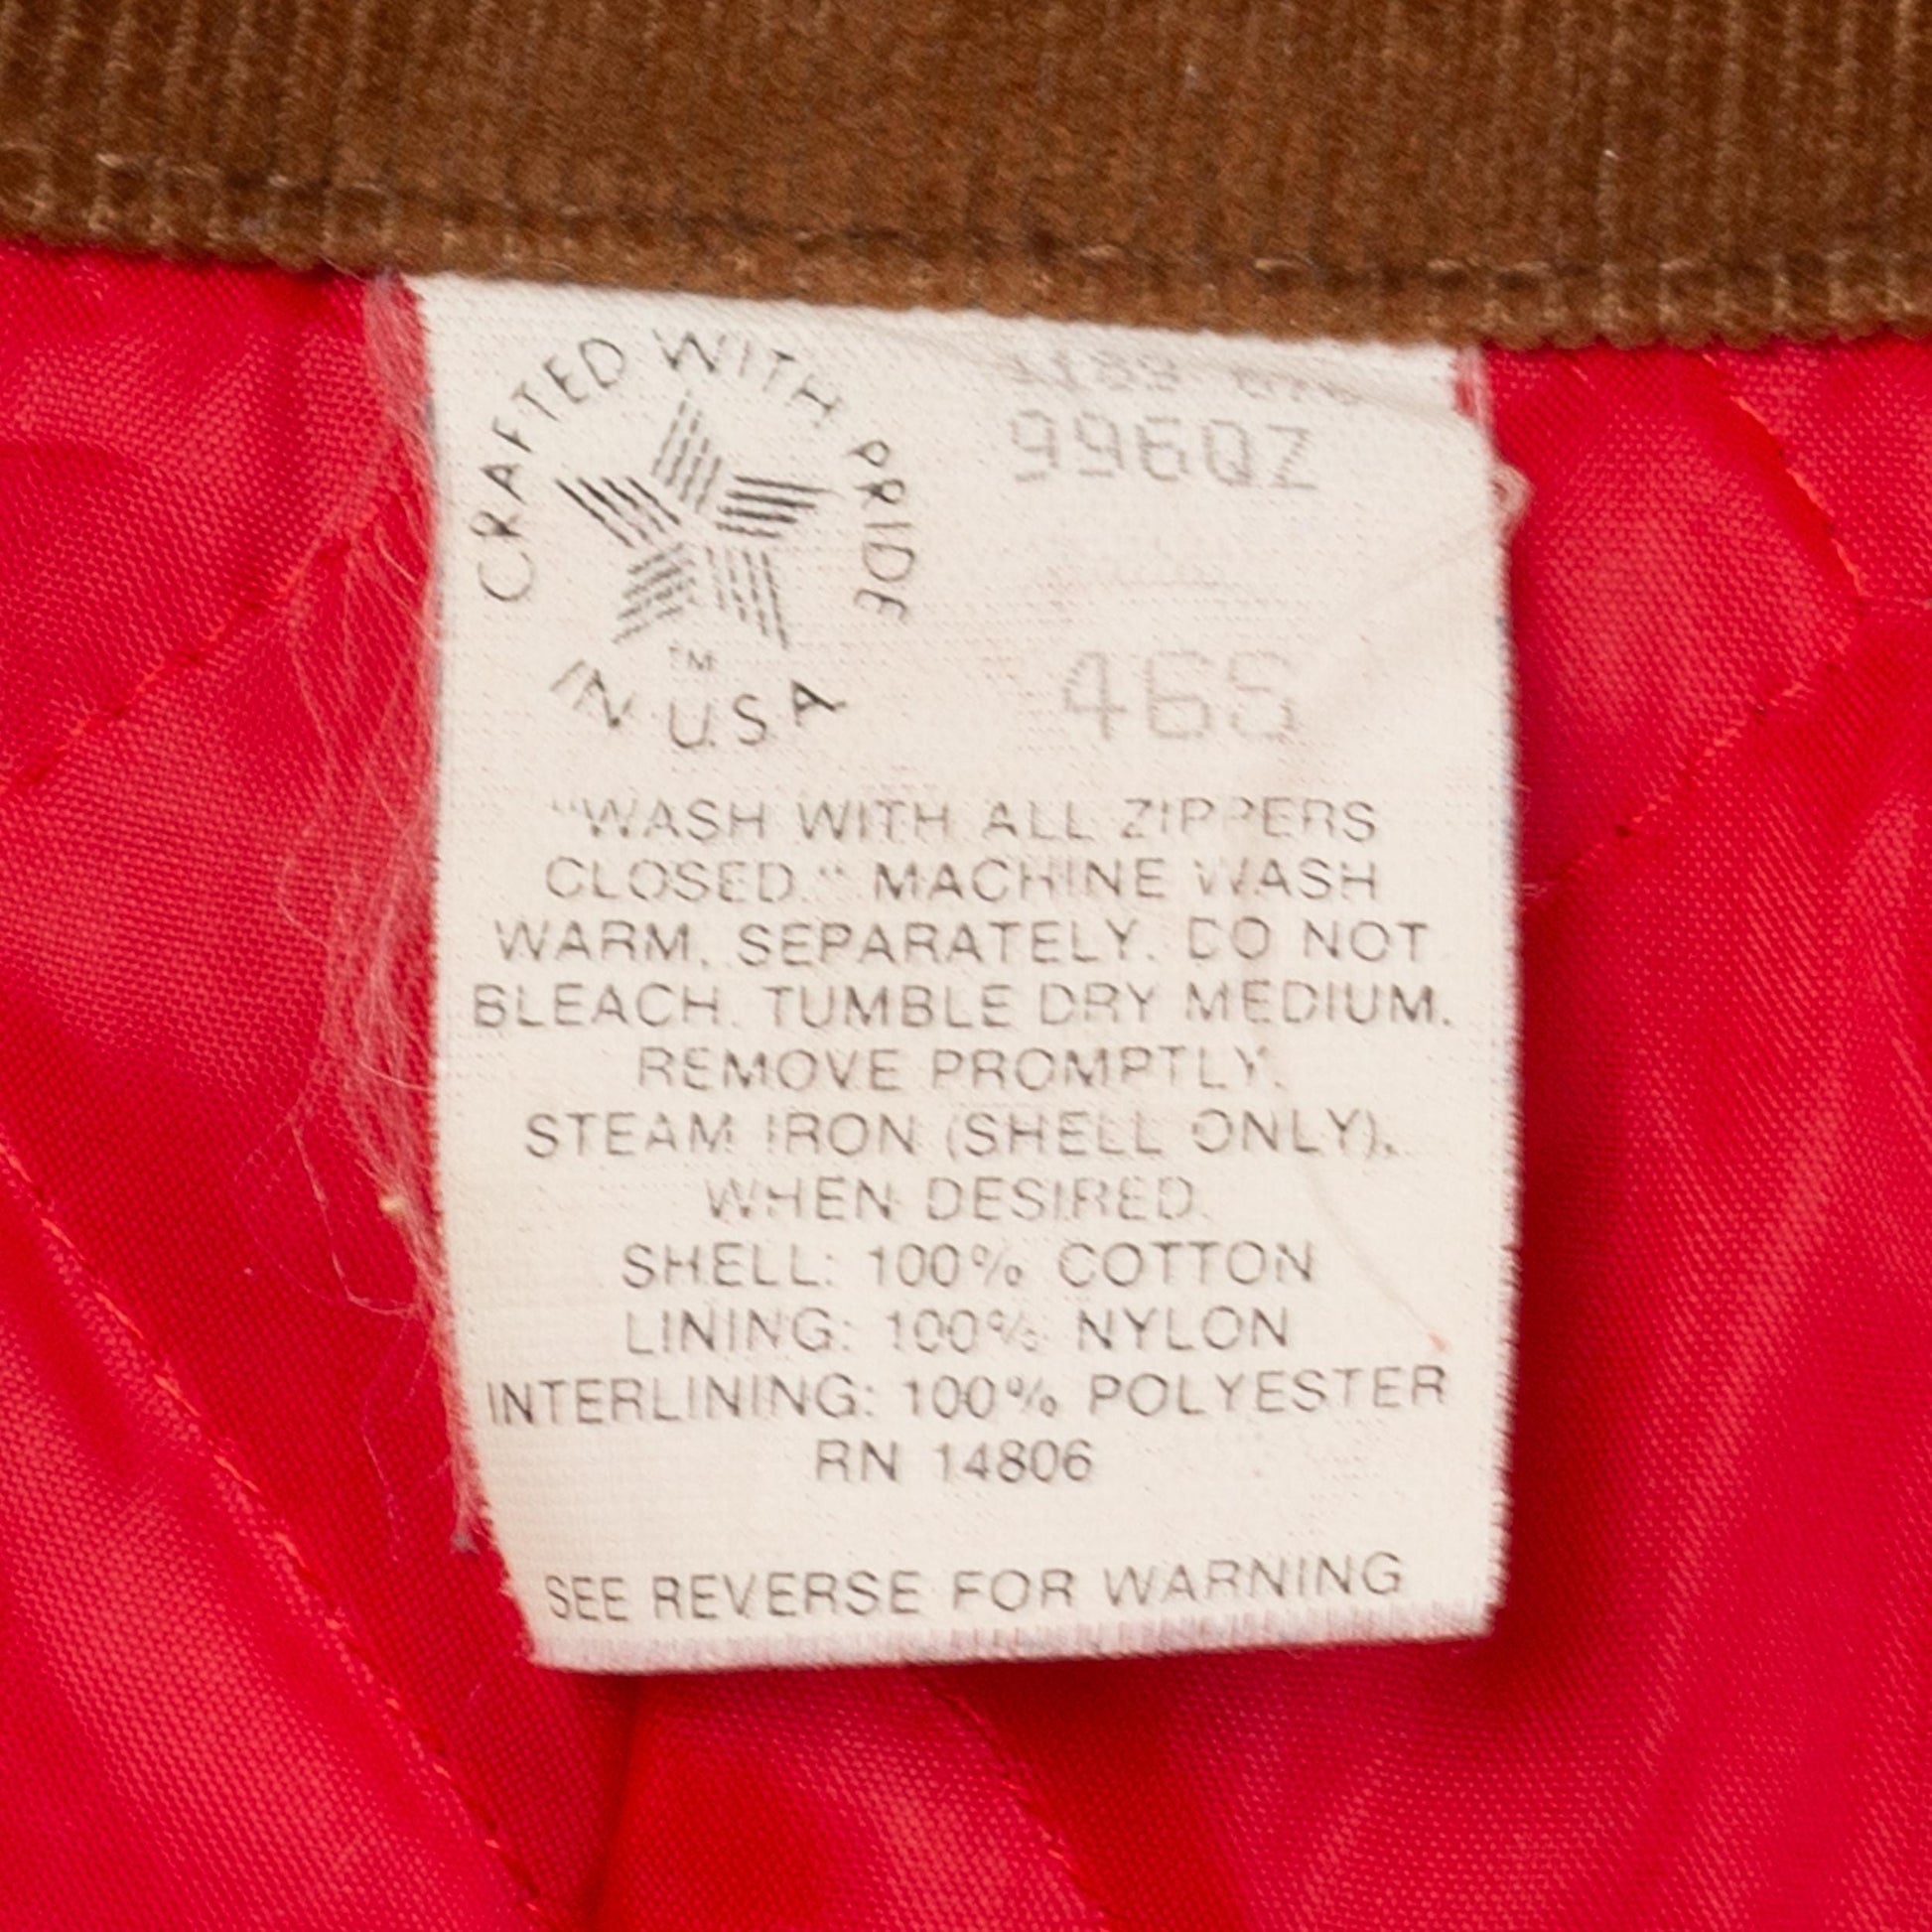 CRAFTED WITH PRIDE
TM
IN U.S.A
996QZ
46S
"WASH WITH ALL ZIPPERS
CLOSED." MACHINE WASH
WARM, SEPARATELY. DO NOT
BLEACH. TUMBLE DRY MEDIUM.
REMOVE PROMPTLY.
STEAM IRON (SHELL ONLY),
WHEN DESIRED.
SHELL: 100% COTTON
LINING: 100% NYLON
INTERLINING: 100% POLYESTER
RN 14806
SEE REVERSE FOR WARNING